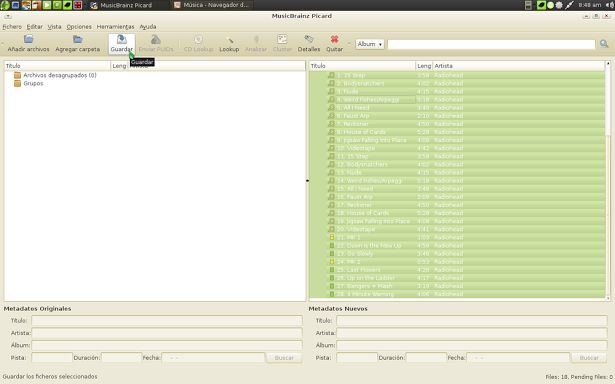 MusicBrainz Picard
Música - Navegador d...
8:48 am
MusicBrainz Picard
Fichero Editar Vista Opciones Herramientas Ayuda
Añadir archivos Agregar carpeta Guardar Enviar PUIDs CD Lookup Lookup Analizar Cluster Detalles Quitar Álbum
Guardar
Título Leng Artista
Archivos desagrupados (0)
Grupos
Título Leng Artista
1. 15 Step 3:58 Radiohead
2. Bodysnatchers 4:02 Radiohead
3. Nude 4:15 Radiohead
4. Weird Fishes/Arpeggi 5:18 Radiohead
5. All I Need 3:49 Radiohead
6. Faust Arp 2:10 Radiohead
7. Reckoner 4:50 Radiohead
8. House of Cards 5:28 Radiohead
9. Jigsaw Falling Into Place 4:09 Radiohead
10. Videotape 4:42 Radiohead
11. 15 Step 3:58 Radiohead
12. Bodysnatchers 4:02 Radiohead
13. Nude 4:15 Radiohead
14. Weird Fishes/Arpeggi 5:18 Radiohead
15. All I Need 3:48 Radiohead
16. Faust Arp 2:09 Radiohead
17. Reckoner 4:50 Radiohead
18. House of Cards 5:28 Radiohead
19. Jigsaw Falling Into Place 4:08 Radiohead
20. Videotape 4:41 Radiohead
21. MK 1 1:03 Radiohead
22. Down Is the New Up 4:59 Radiohead
23. Go Slowly 3:48 Radiohead
24. MK 2 0:53 Radiohead
25. Last Flowers 4:26 Radiohead
26. Up on the Ladder 4:17 Radiohead
27. Bangers + Mash 3:19 Radiohead
28. 4 Minute Warning 4:06 Radiohead
Metadatos Originales
Título:
Artista:
Álbum:
Pista: Duración: Fecha: - - Buscar
Metadatos Nuevos
Título:
Artista:
Álbum:
Pista: Duración: Fecha: - - Buscar
Guardar los ficheros seleccionados
Files: 18, Pending Files: 0